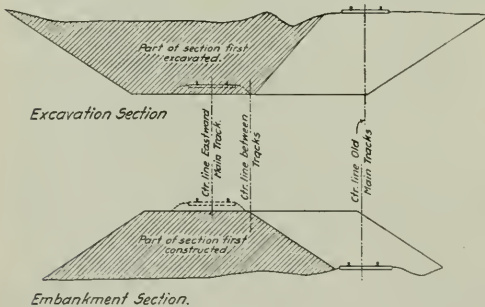 Part of section first
excavated.
Excavation Section
Ctr. line Eastward
Main Track.
Ctr. line between
Tracks
Ctr. line Old
Main Tracks
Part of section first
constructed.
Embankment Section.